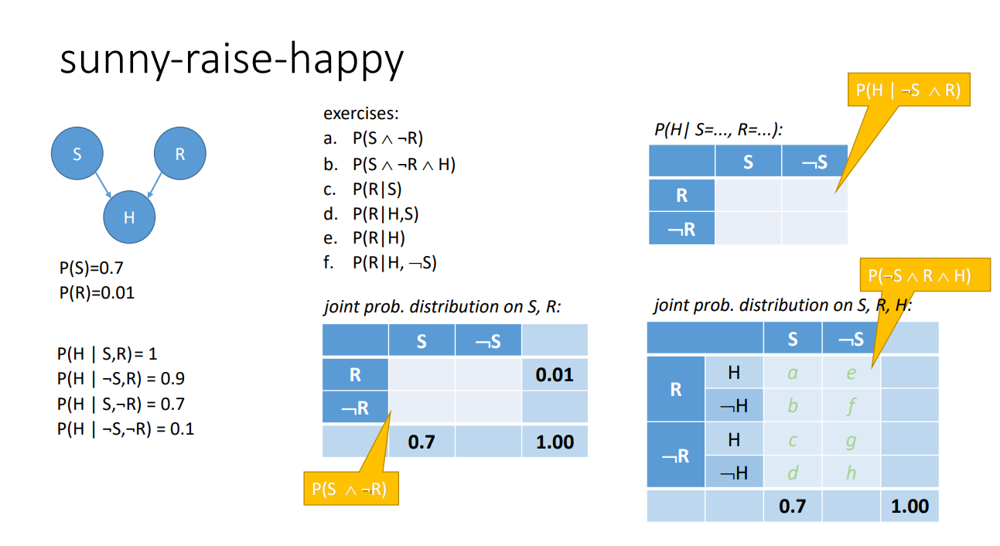 sunny-raise-happy
S
R
H
P(S)=0.7
P(R)=0.01
P(H | S,R) = 1
P(H | ¬S,R) = 0.9
P(H | S,¬R) = 0.7
P(H | ¬S,¬R) = 0.1
exercises:
a. P(S ∧ ¬R)
b. P(S ∧ ¬R ∧ H)
c. P(R|S)
d. P(R|H,S)
e. P(R|H)
f. P(R|H, ¬S)
joint prob. distribution on S, R:
S ¬S
R 0.01
¬R
0.7 1.00
P(S ∧ ¬R)
P(H | ¬S ∧ R)
P(H| S=..., R=...):
S ¬S
R
¬R
P(¬S ∧ R ∧ H)
joint prob. distribution on S, R, H:
S ¬S
R H a e
¬H b f
¬R H c g
¬H d h
0.7 1.00